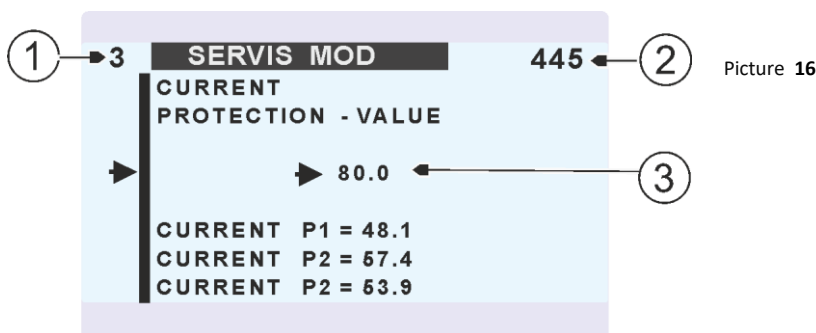 1 3 SERVIS MOD 445 2 Picture 16
CURRENT
PROTECTION - VALUE
80.0 3
CURRENT P1 = 48.1
CURRENT P2 = 57.4
CURRENT P2 = 53.9